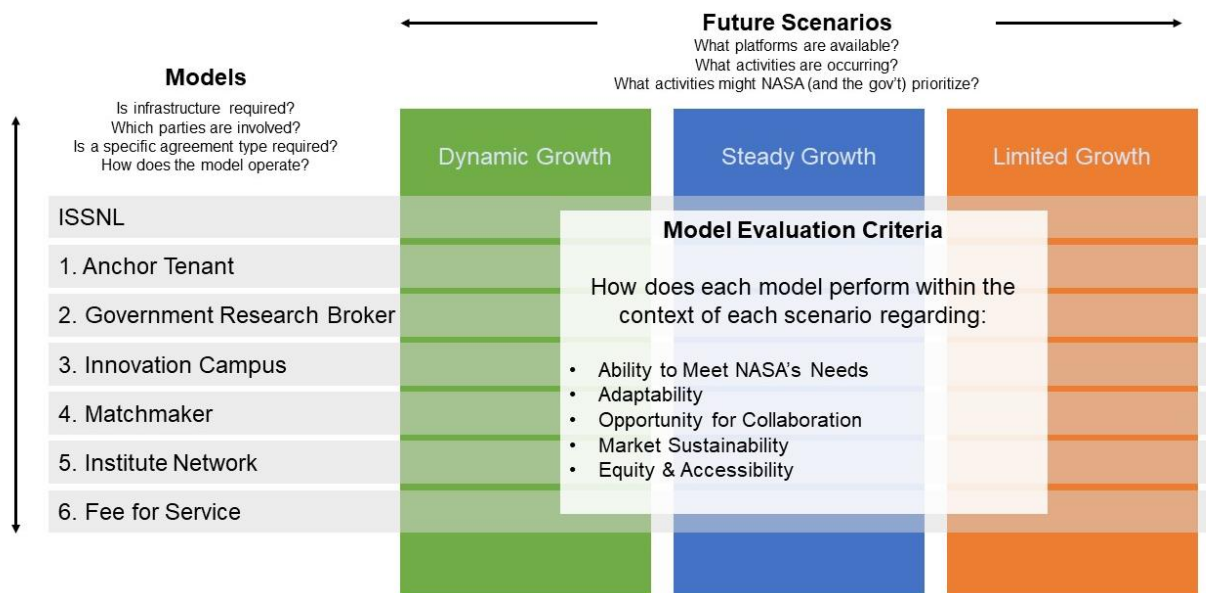 Future Scenarios
What platforms are available?
What activities are occurring?
What activities might NASA (and the gov't) prioritize?
Models
Is infrastructure required?
Which parties are involved?
Is a specific agreement type required?
How does the model operate?
Dynamic Growth
Steady Growth
Limited Growth
ISSNL
1. Anchor Tenant
2. Government Research Broker
3. Innovation Campus
4. Matchmaker
5. Institute Network
6. Fee for Service
Model Evaluation Criteria
How does each model perform within the
context of each scenario regarding:
• Ability to Meet NASA's Needs
• Adaptability
• Opportunity for Collaboration
• Market Sustainability
• Equity & Accessibility